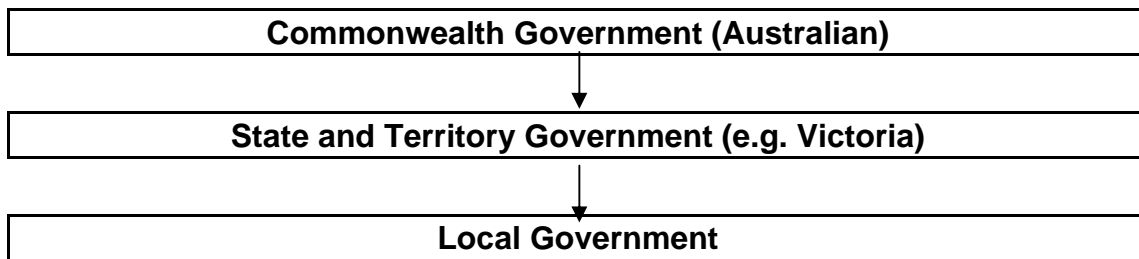 Commonwealth Government (Australian)
State and Territory Government (e.g. Victoria)
Local Government